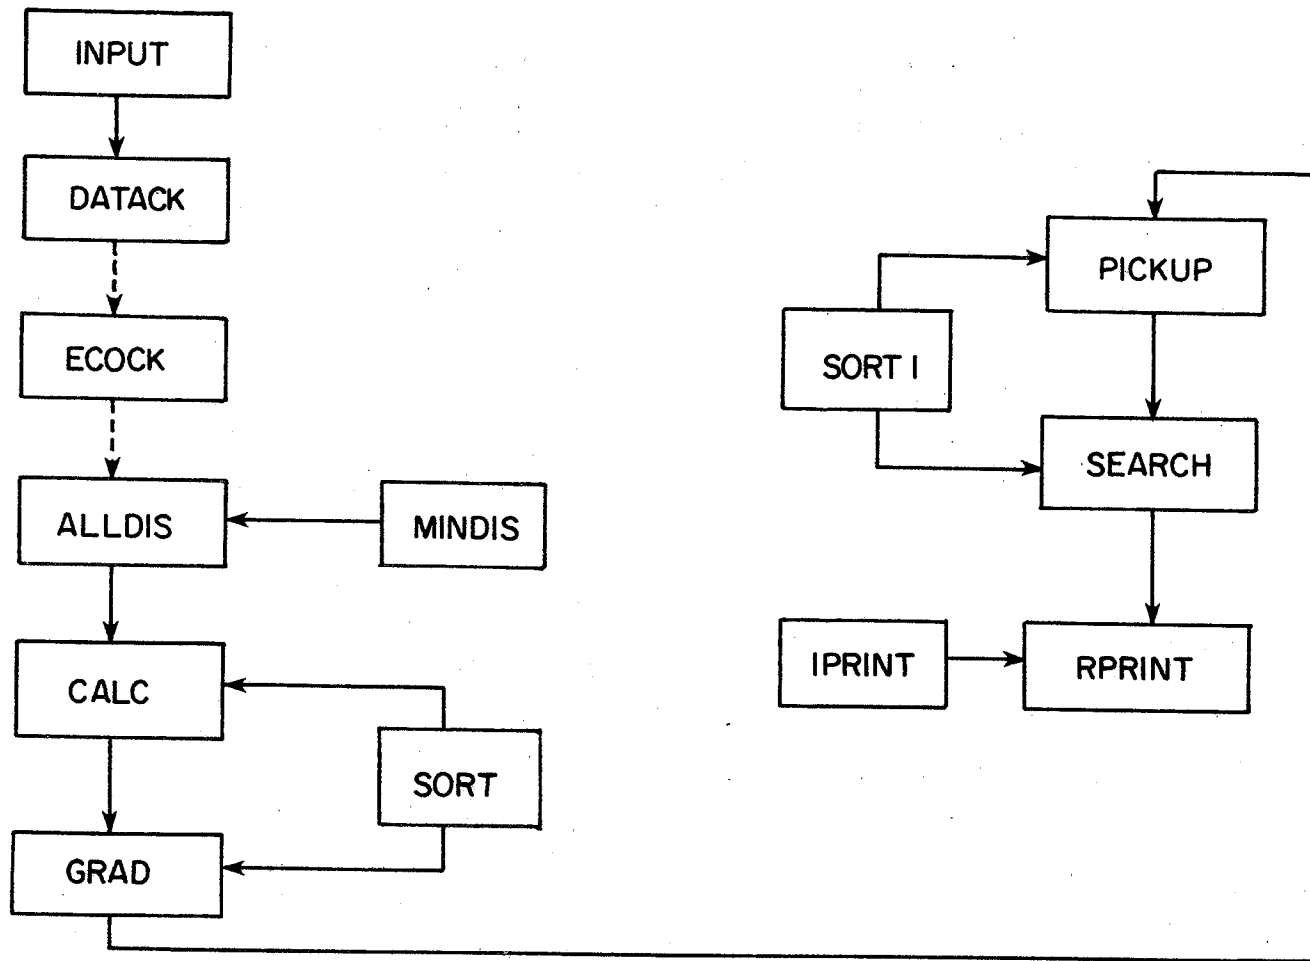 INPUT
DATACK
ECOCK
ALLDIS
MINDIS
CALC
SORT
GRAD
PICKUP
SORT I
SEARCH
IPRINT
RPRINT